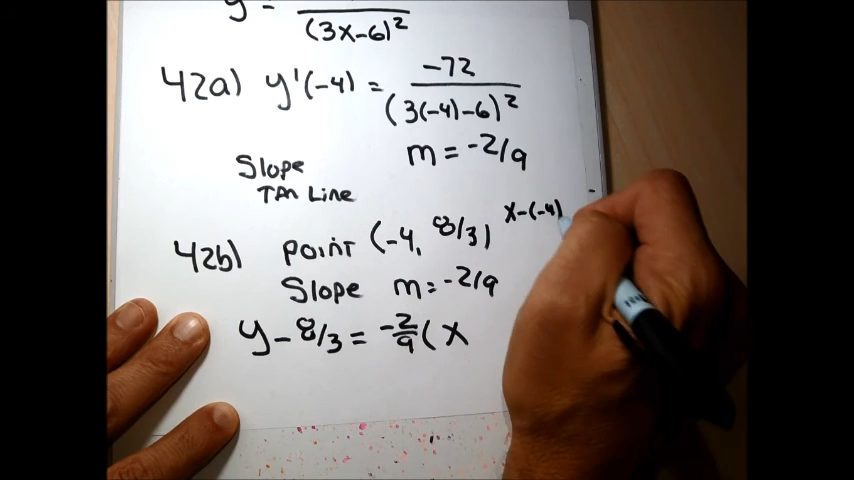 y =
(3x-6)²
42a) y'(-4) = -72
(3(-4)-6)²
m = -2/9
Slope
TAN Line
x-(-4)
42b) point (-4, 8/3)
Slope m = -2/9
y - 8/3 = -2/9 ( x